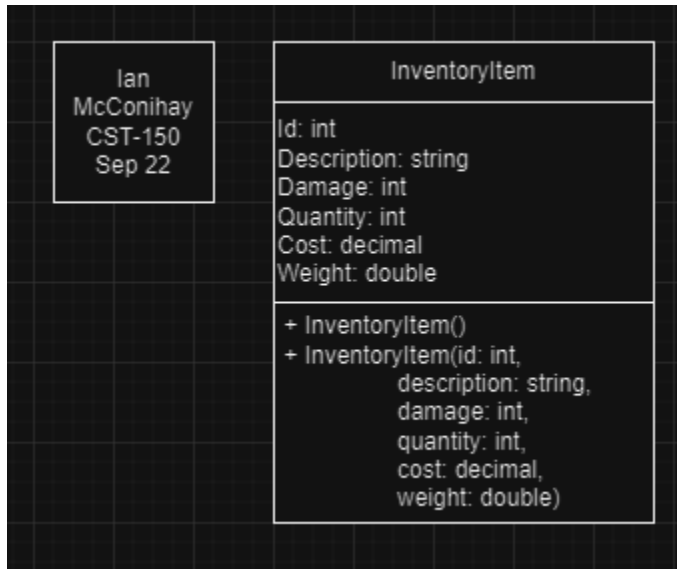 Ian
McConihay
CST-150
Sep 22
InventoryItem
Id: int
Description: string
Damage: int
Quantity: int
Cost: decimal
Weight: double
+ InventoryItem()
+ InventoryItem(id: int,
description: string,
damage: int,
quantity: int,
cost: decimal,
weight: double)